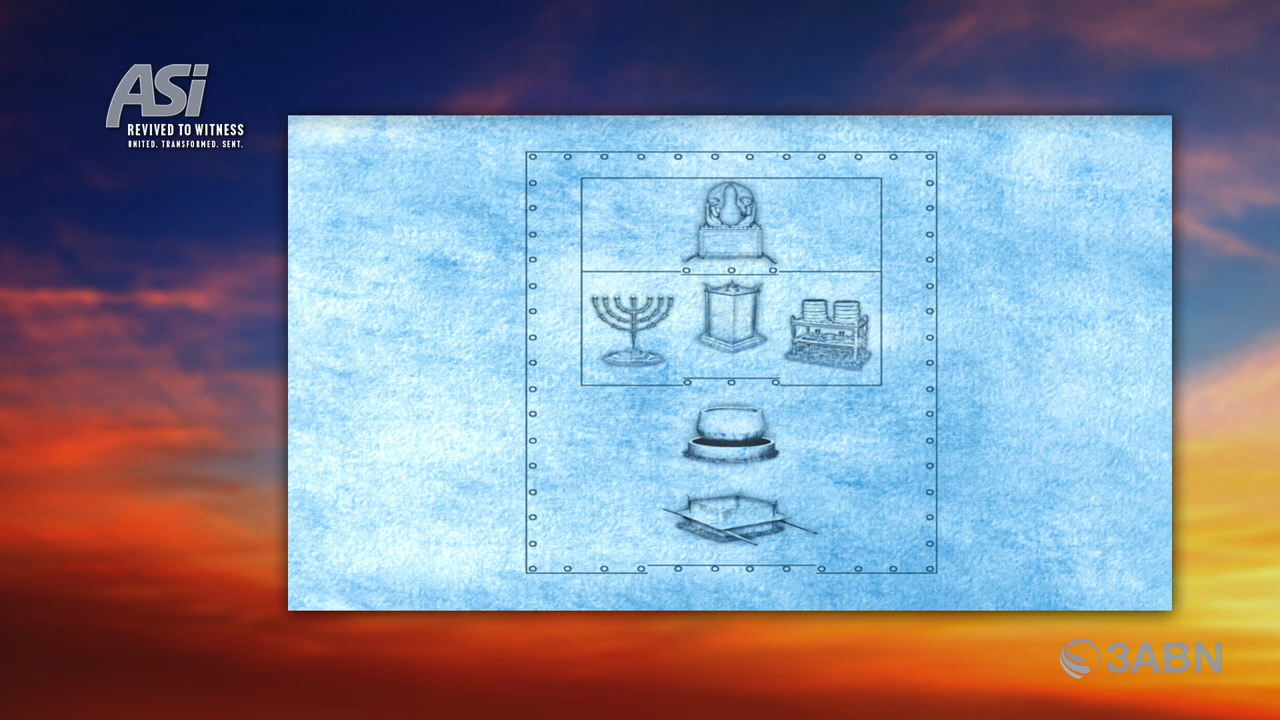 ASi
REVIVED TO WITNESS
UNITED. TRANSFORMED. SENT.
3ABN